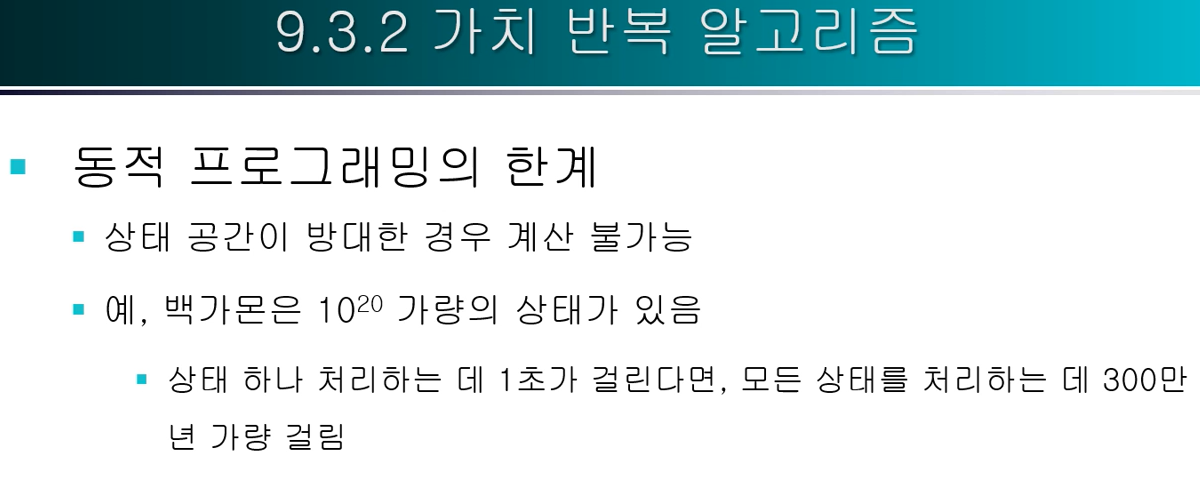 9.3.2 가치 반복 알고리즘
동적 프로그래밍의 한계
상태 공간이 방대한 경우 계산 불가능
예, 백가몬은 10²⁰ 가량의 상태가 있음
상태 하나 처리하는 데 1초가 걸린다면, 모든 상태를 처리하는 데 300만
년 가량 걸림